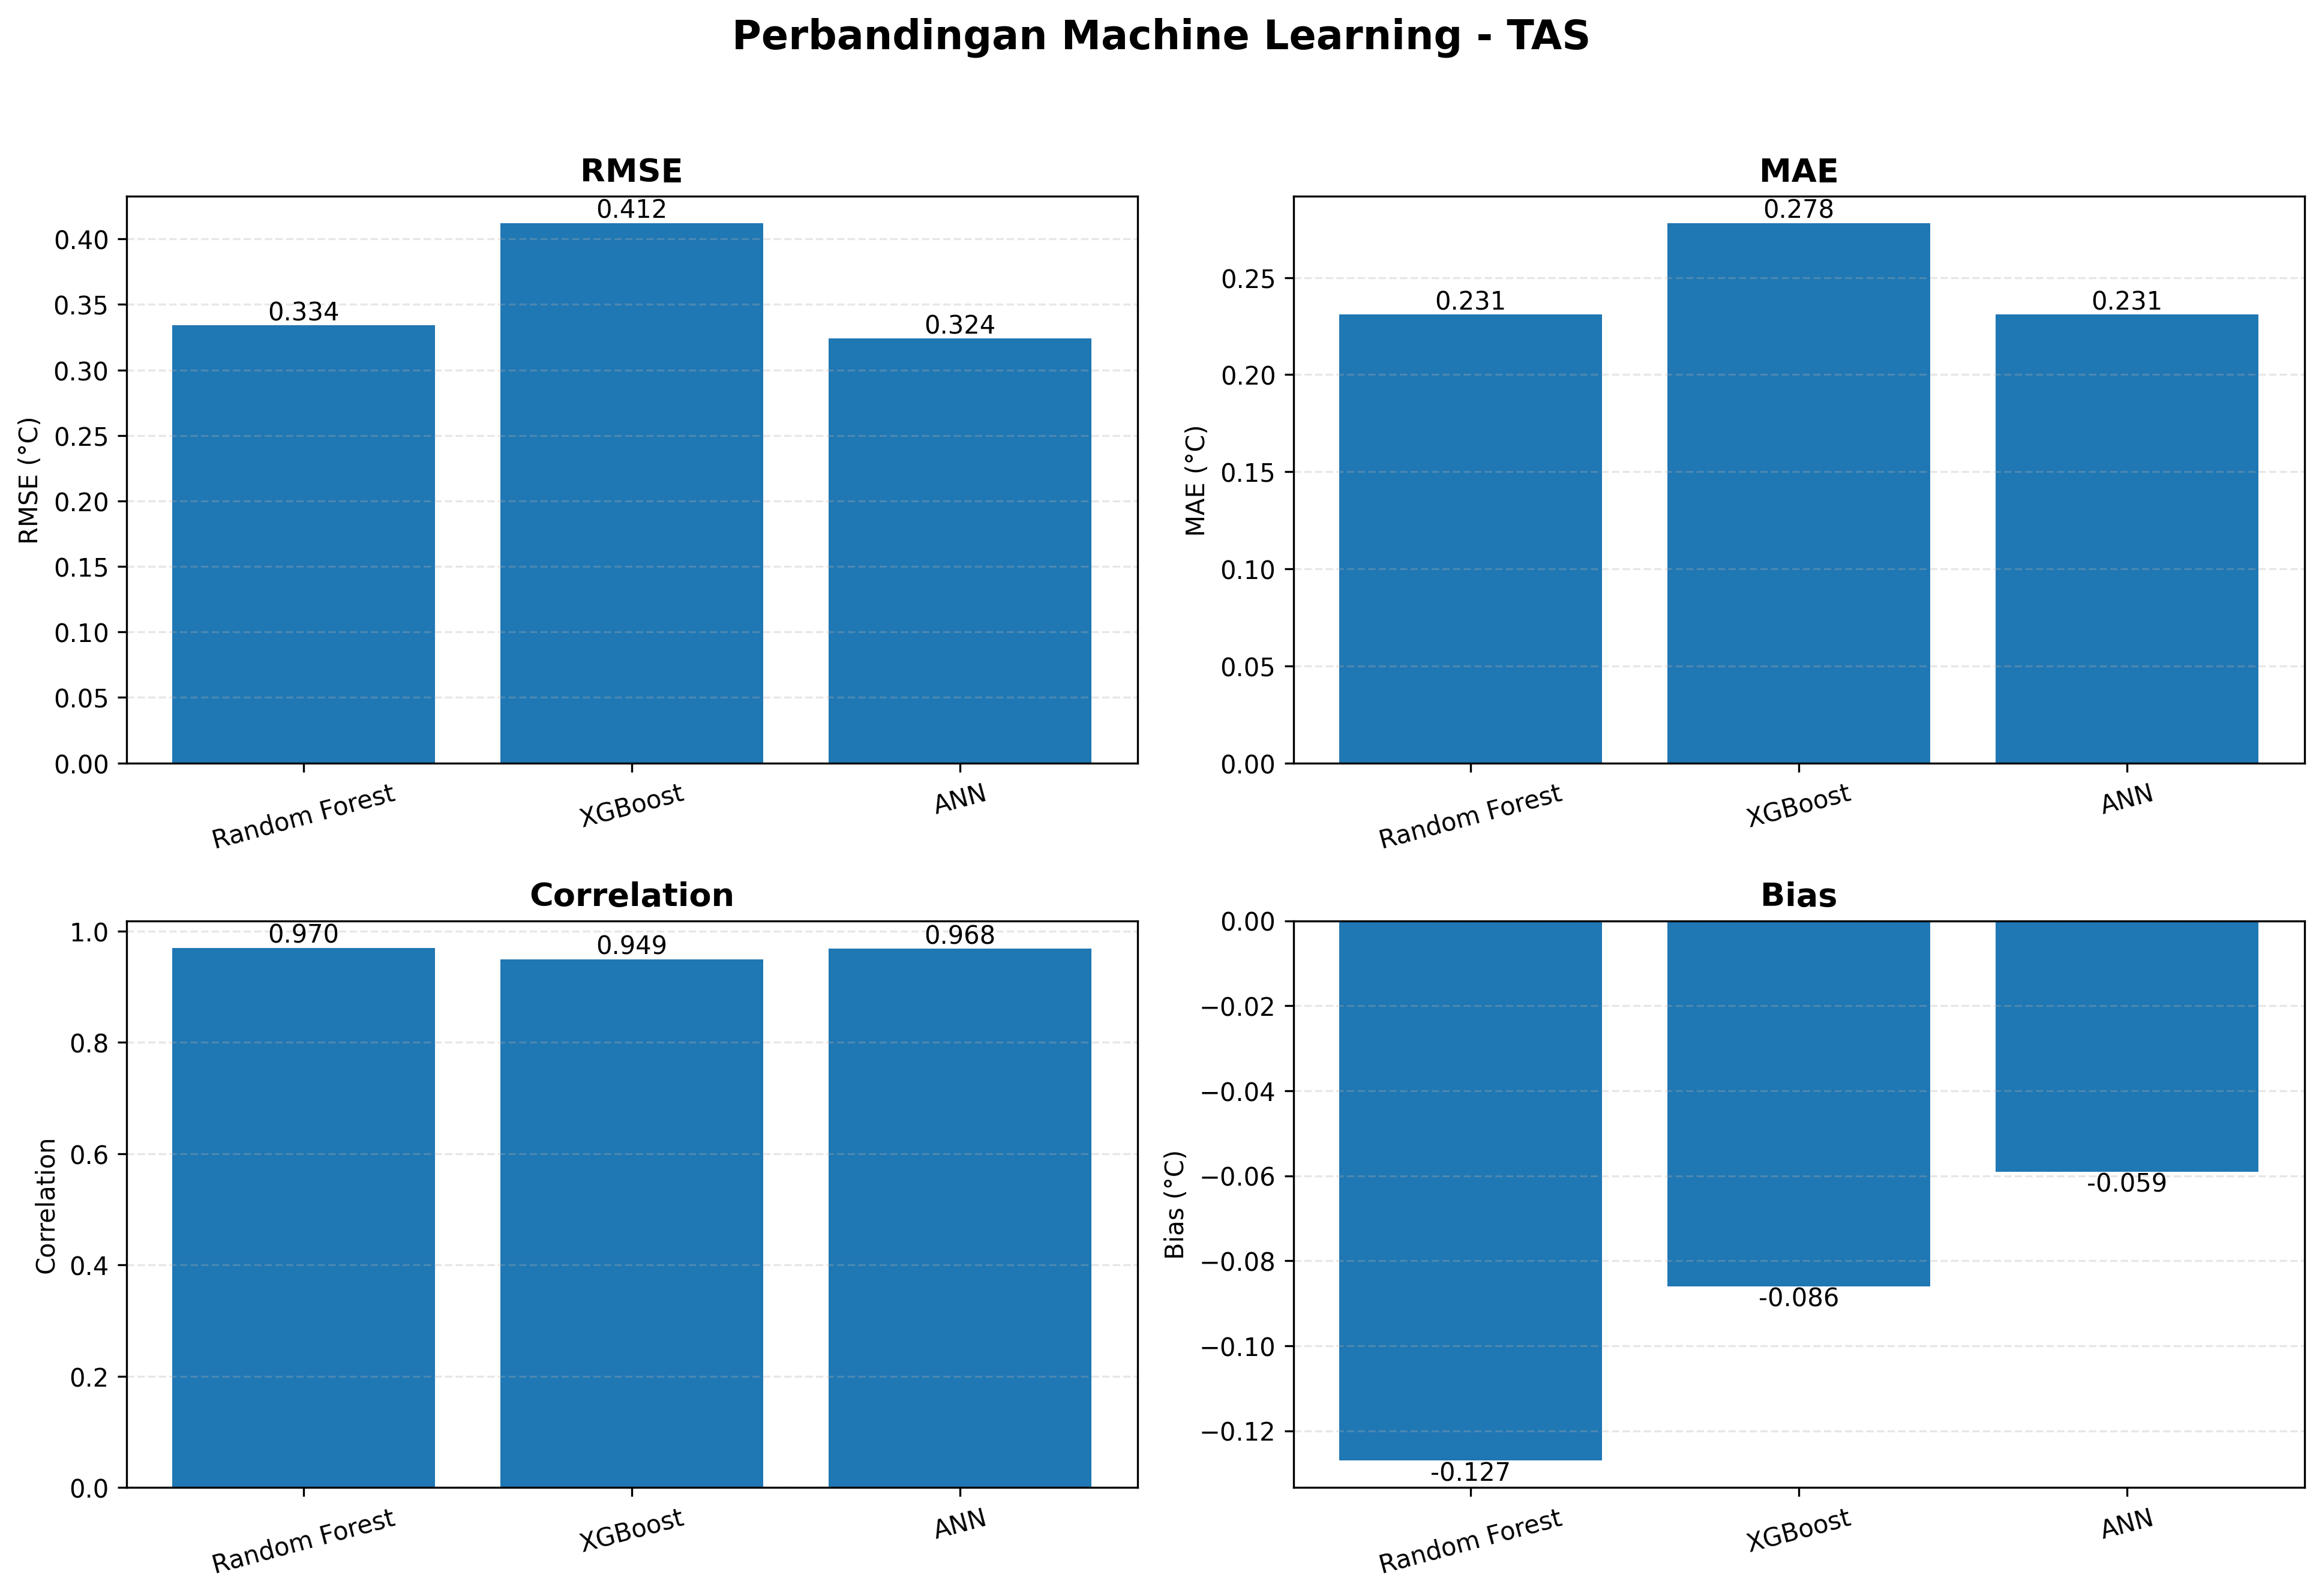 Perbandingan Machine Learning - TAS
RMSE
RMSE (°C)
0.40
0.35
0.30
0.25
0.20
0.15
0.10
0.05
0.00
0.334
0.412
0.324
Random Forest
XGBoost
ANN
MAE
MAE (°C)
0.25
0.20
0.15
0.10
0.05
0.00
0.231
0.278
0.231
Random Forest
XGBoost
ANN
Correlation
Correlation
1.0
0.8
0.6
0.4
0.2
0.0
0.970
0.949
0.968
Random Forest
XGBoost
ANN
Bias
Bias (°C)
0.00
−0.02
−0.04
−0.06
−0.08
−0.10
−0.12
-0.127
-0.086
-0.059
Random Forest
XGBoost
ANN